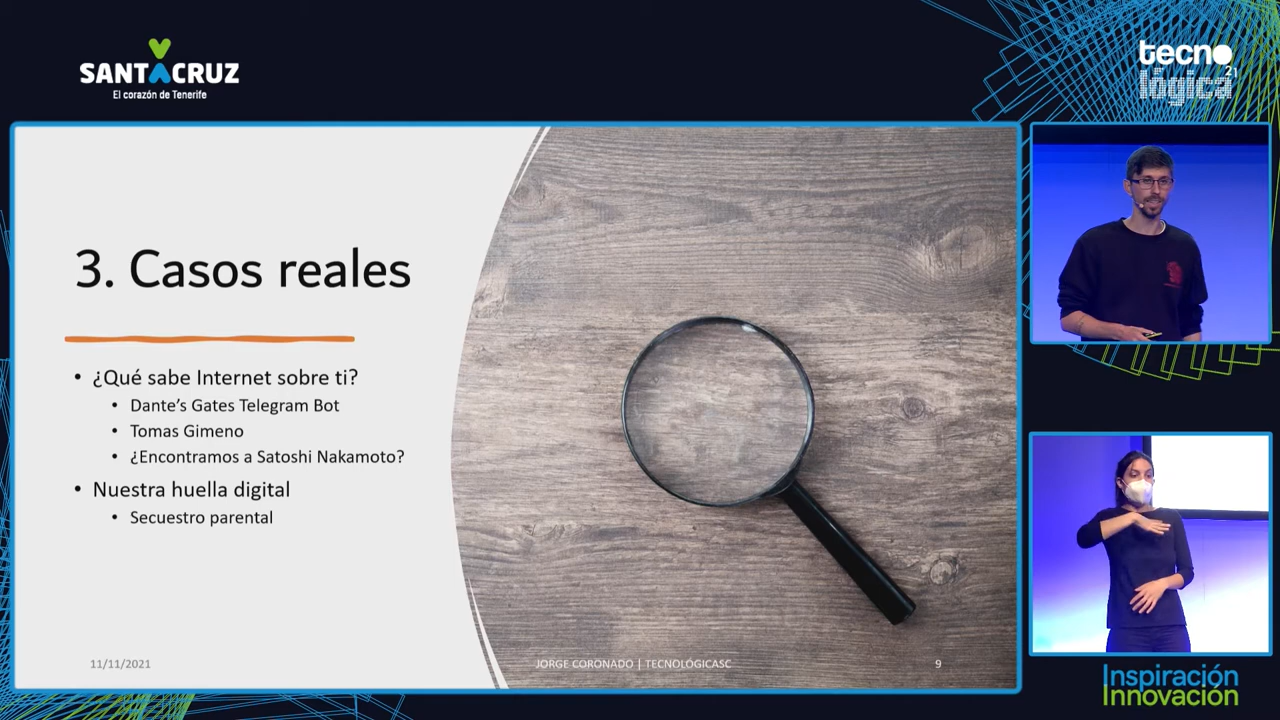 SANTACRUZ
El corazón de Tenerife
tecno
lógica
21
3. Casos reales
• ¿Qué sabe Internet sobre ti?
• Dante's Gates Telegram Bot
• Tomas Gimeno
• ¿Encontramos a Satoshi Nakamoto?
• Nuestra huella digital
• Secuestro parental
11/11/2021
JORGE CORONADO | TECNOLÓGICASC
9
Inspiración
Innovación